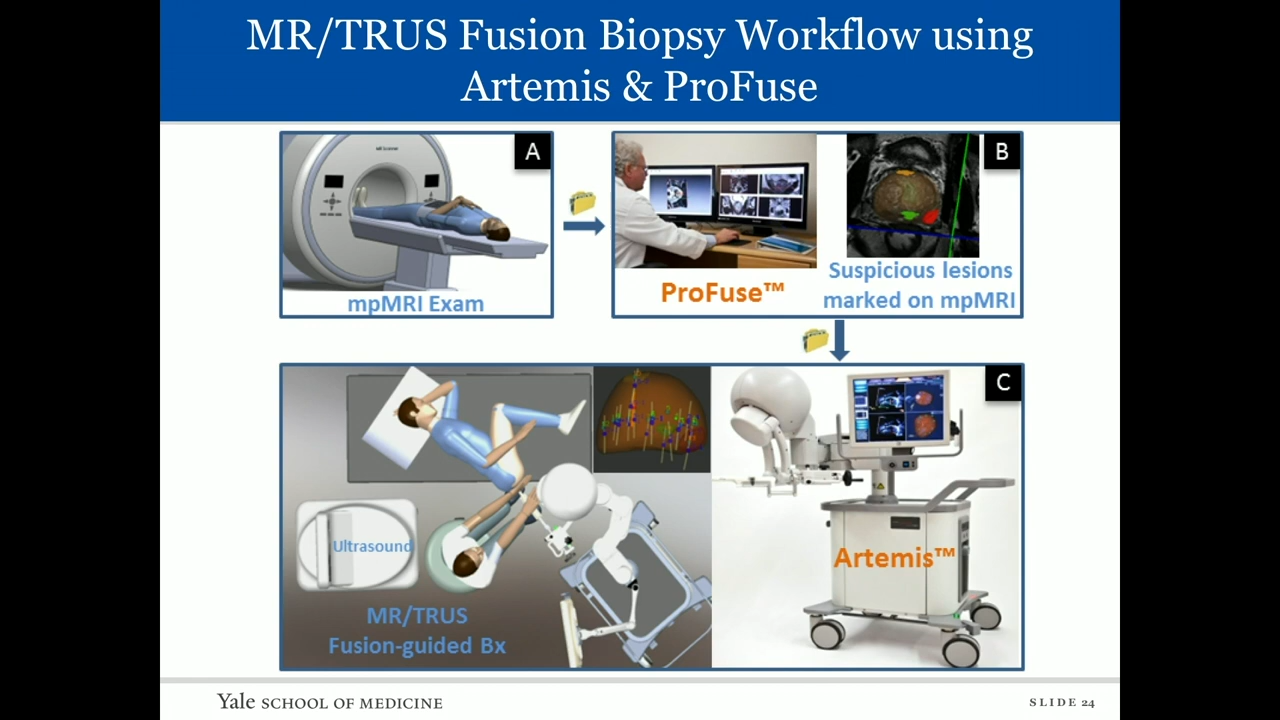 MR/TRUS Fusion Biopsy Workflow using
Artemis & ProFuse
A
mpMRI Exam
B
ProFuse™
Suspicious lesions
marked on mpMRI
C
Ultrasound
MR/TRUS
Fusion-guided Bx
Artemis™
Yale SCHOOL OF MEDICINE
SLIDE 24